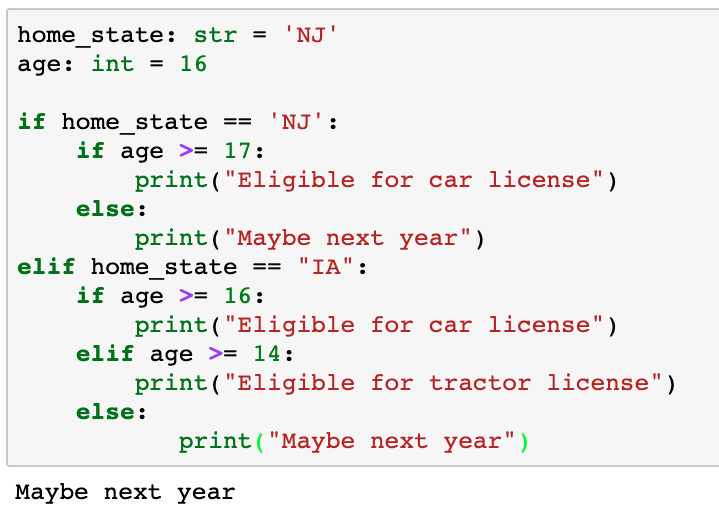 home_state: str = 'NJ'
age: int = 16

if home_state == 'NJ':
    if age >= 17:
        print("Eligible for car license")
    else:
        print("Maybe next year")
elif home_state == "IA":
    if age >= 16:
        print("Eligible for car license")
    elif age >= 14:
        print("Eligible for tractor license")
    else:
           print("Maybe next year")
Maybe next year